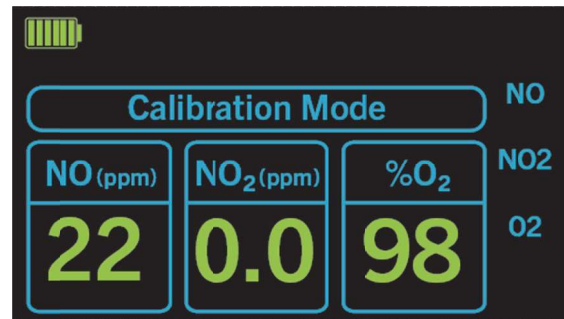 Calibration Mode
NO
NO (ppm) NO₂ (ppm) %O₂
NO2
22 0.0 98
O2